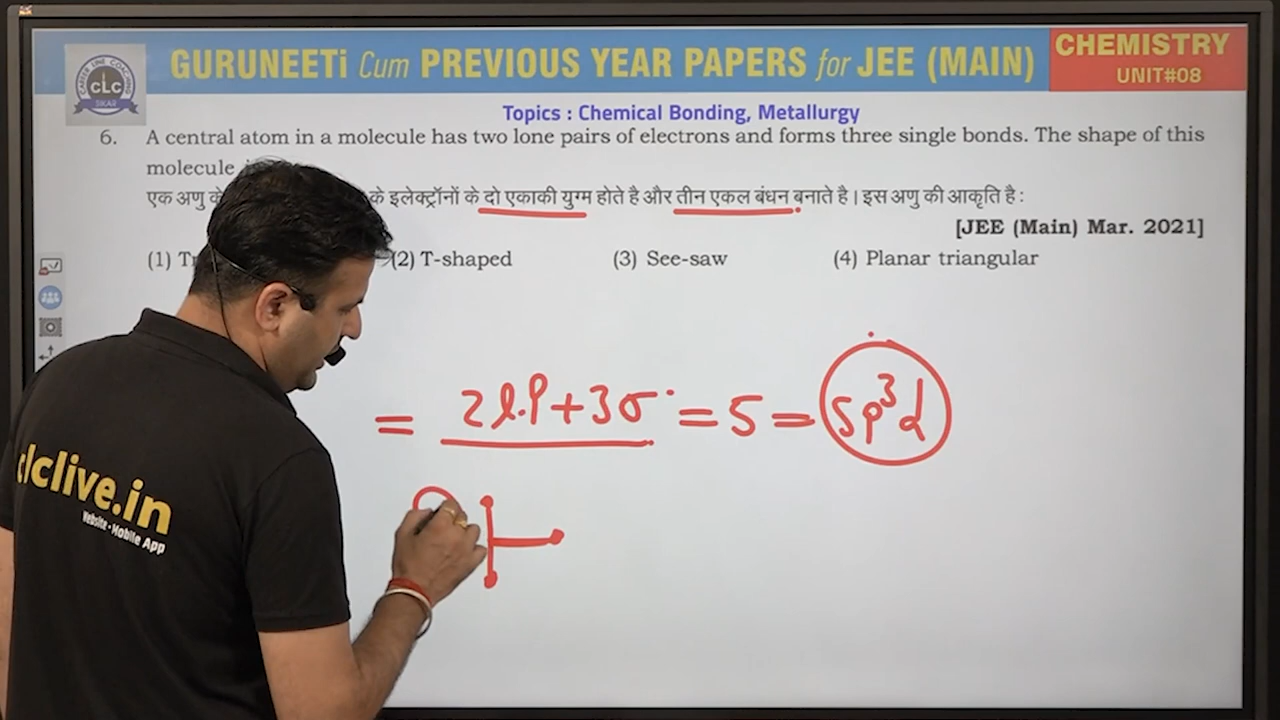 GURUNEETi Cum PREVIOUS YEAR PAPERS for JEE (MAIN)
CHEMISTRY
UNIT#08
CLC
SIKAR
Topics : Chemical Bonding, Metallurgy
6. A central atom in a molecule has two lone pairs of electrons and forms three single bonds. The shape of this
molecule
एक अणु के इलेक्ट्रॉनों के दो एकाकी युग्म होते है और तीन एकल बंधन बनाते है। इस अणु की आकृति है :
[JEE (Main) Mar. 2021]
(1) (2) T-shaped (3) See-saw (4) Planar triangular
= 2 l.P + 3σ = 5 = sp³d
clclive.in
Website • Mobile App